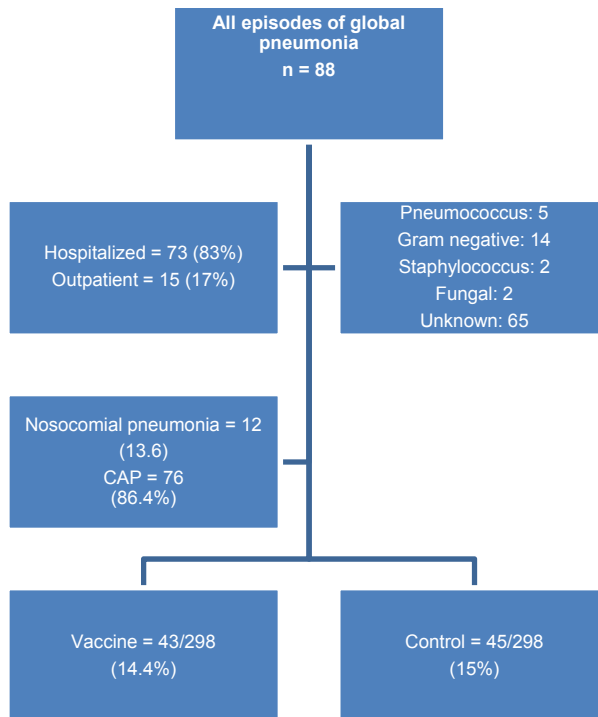 All episodes of global
pneumonia
n = 88
Hospitalized = 73 (83%)
Outpatient = 15 (17%)
Pneumococcus: 5
Gram negative: 14
Staphylococcus: 2
Fungal: 2
Unknown: 65
Nosocomial pneumonia = 12
(13.6)
CAP = 76
(86.4%)
Vaccine = 43/298
(14.4%)
Control = 45/298
(15%)